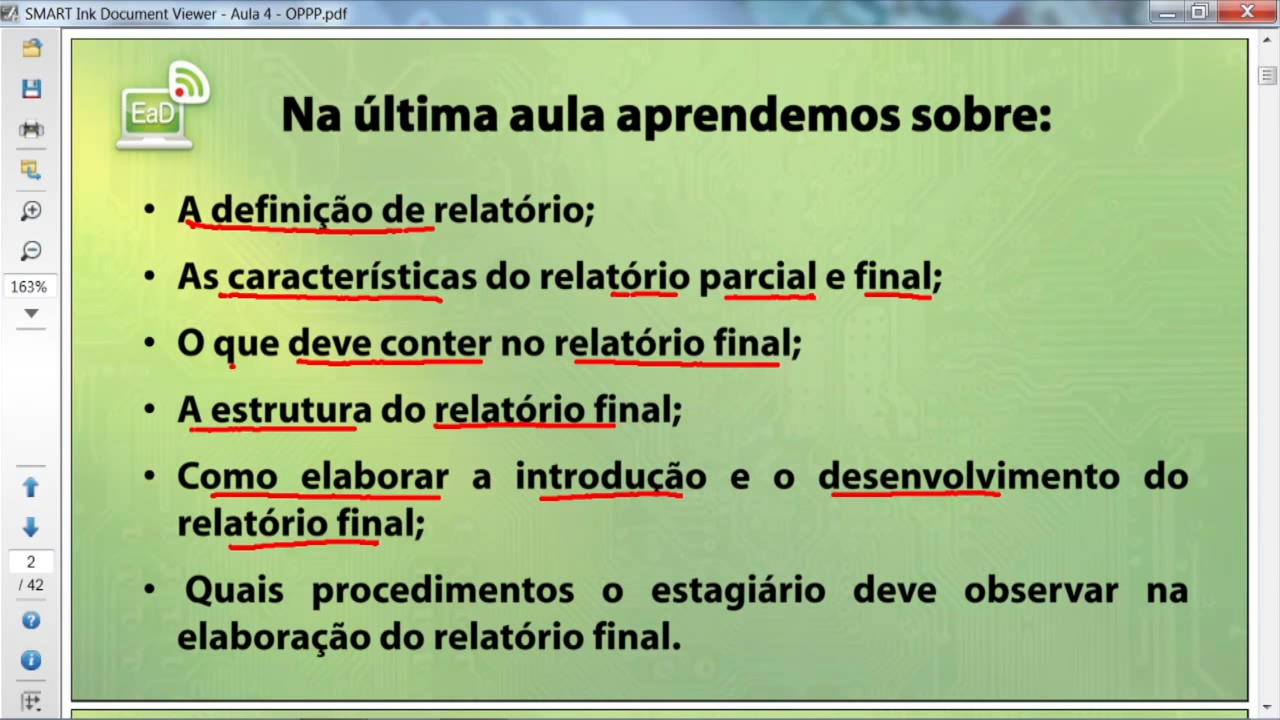 SMART Ink Document Viewer - Aula 4 - OPPP.pdf
EaD
Na última aula aprendemos sobre:
• A definição de relatório;
• As características do relatório parcial e final;
• O que deve conter no relatório final;
• A estrutura do relatório final;
• Como elaborar a introdução e o desenvolvimento do
relatório final;
• Quais procedimentos o estagiário deve observar na
elaboração do relatório final.
163%
2
/ 42